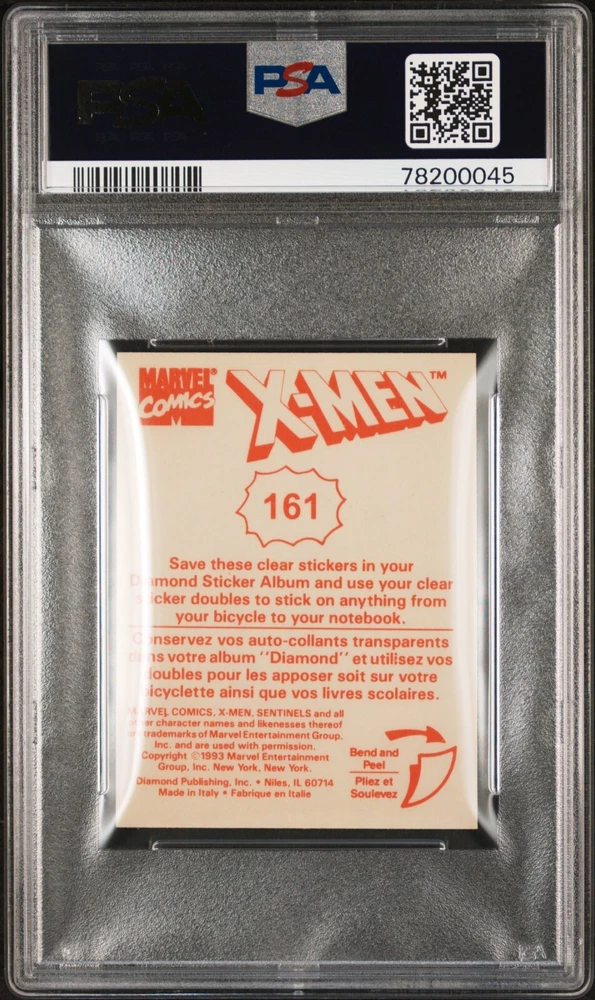 PSA
PSA
78200045
MARVEL®
COMICS
X-MEN™
161
Save these clear stickers in your
Diamond Sticker Album and use your clear
sticker doubles to stick on anything from
your bicycle to your notebook.
Conservez vos auto-collants transparents
dans votre album ''Diamond'' et utilisez vos
doubles pour les apposer soit sur votre
bicyclette ainsi que vos livres scolaires.
MARVEL COMICS, X-MEN, SENTINELS and all
other character names and likenesses thereof
are trademarks of Marvel Entertainment Group,
Inc. and are used with permission.
Copyright ©1993 Marvel Entertainment
Group, Inc. New York, New York.
Diamond Publishing, Inc. • Niles, IL 60714
Made in Italy • Fabrique en Italie
Bend and
Peel
Pliez et
Soulevez
PSA